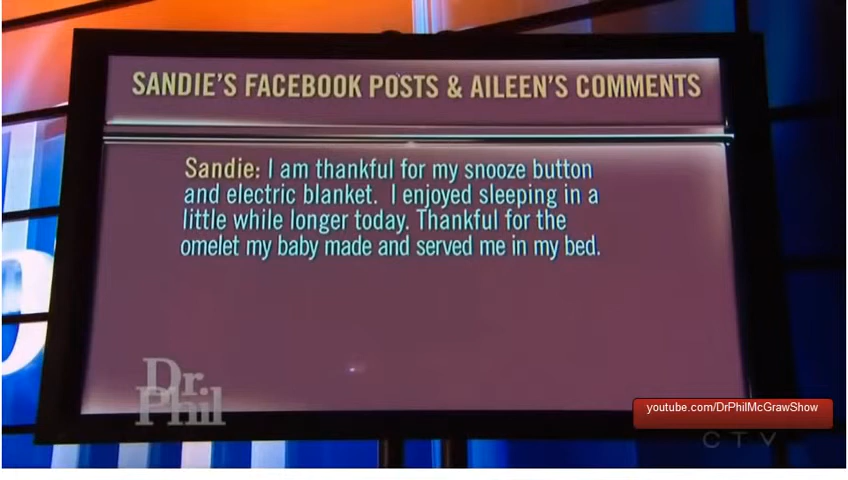 SANDIE'S FACEBOOK POSTS & AILEEN'S COMMENTS
Sandie: I am thankful for my snooze button
and electric blanket. I enjoyed sleeping in a
little while longer today. Thankful for the
omelet my baby made and served me in my bed.
Dr.
Phil
youtube.com/DrPhilMcGrawShow
CTV